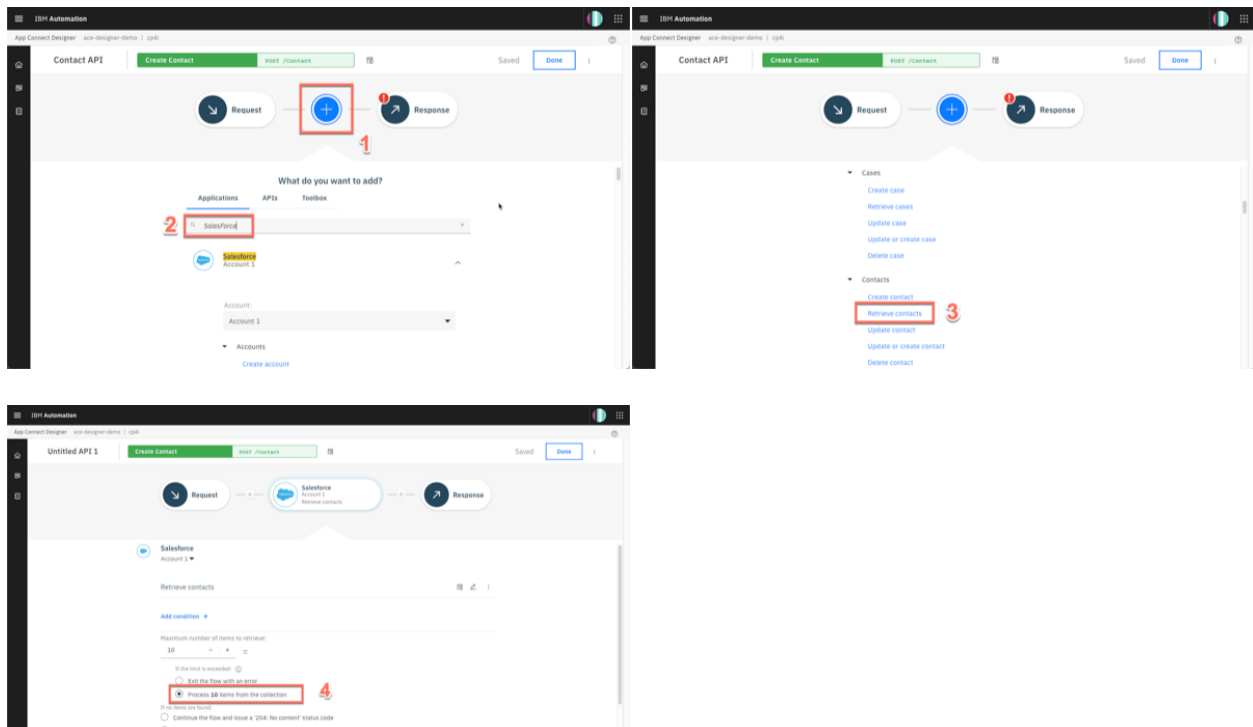 IBM Automation
App Connect Designer ace-designer-demo | cp4i
Contact API
Create Contact
POST /Contact
Saved
Done
Request
Response
1
What do you want to add?
Applications
APIs
Toolbox
2
SalesForce
Salesforce
Account 1
Account:
Account 1
Accounts
Create account
IBM Automation
App Connect Designer ace-designer-demo | cp4i
Contact API
Create Contact
POST /Contact
Saved
Done
Request
Response
Cases
Create case
Retrieve cases
Update case
Update or create case
Delete case
Contacts
Create contact
Retrieve contacts
3
Update contact
Update or create contact
Delete contact
IBM Automation
App Connect Designer ace-designer-demo | cp4i
Untitled API 1
Create Contact
POST /Contact
Saved
Done
Request
Salesforce
Account 1
Retrieve contacts
Response
Salesforce
Account 1
Retrieve contacts
Add condition +
Maximum number of items to retrieve:
10
If the limit is exceeded:
Exit the flow with an error
Process 10 items from the collection
4
If no items are found:
Continue the flow and issue a '204: No content' status code